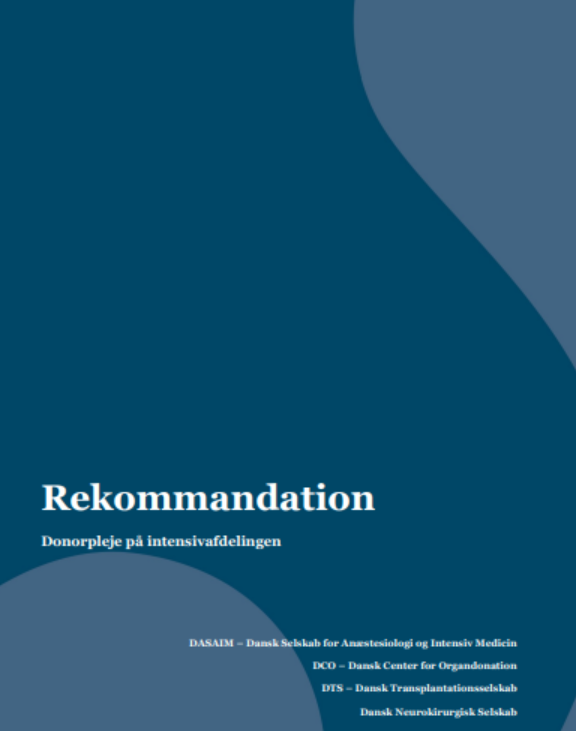 Rekommandation
Donorpleje på intensivafdelingen
DASAIM – Dansk Selskab for Anæstesiologi og Intensiv Medicin
DCO – Dansk Center for Organdonation
DTS – Dansk Transplantationsselskab
Dansk Neurokirurgisk Selskab